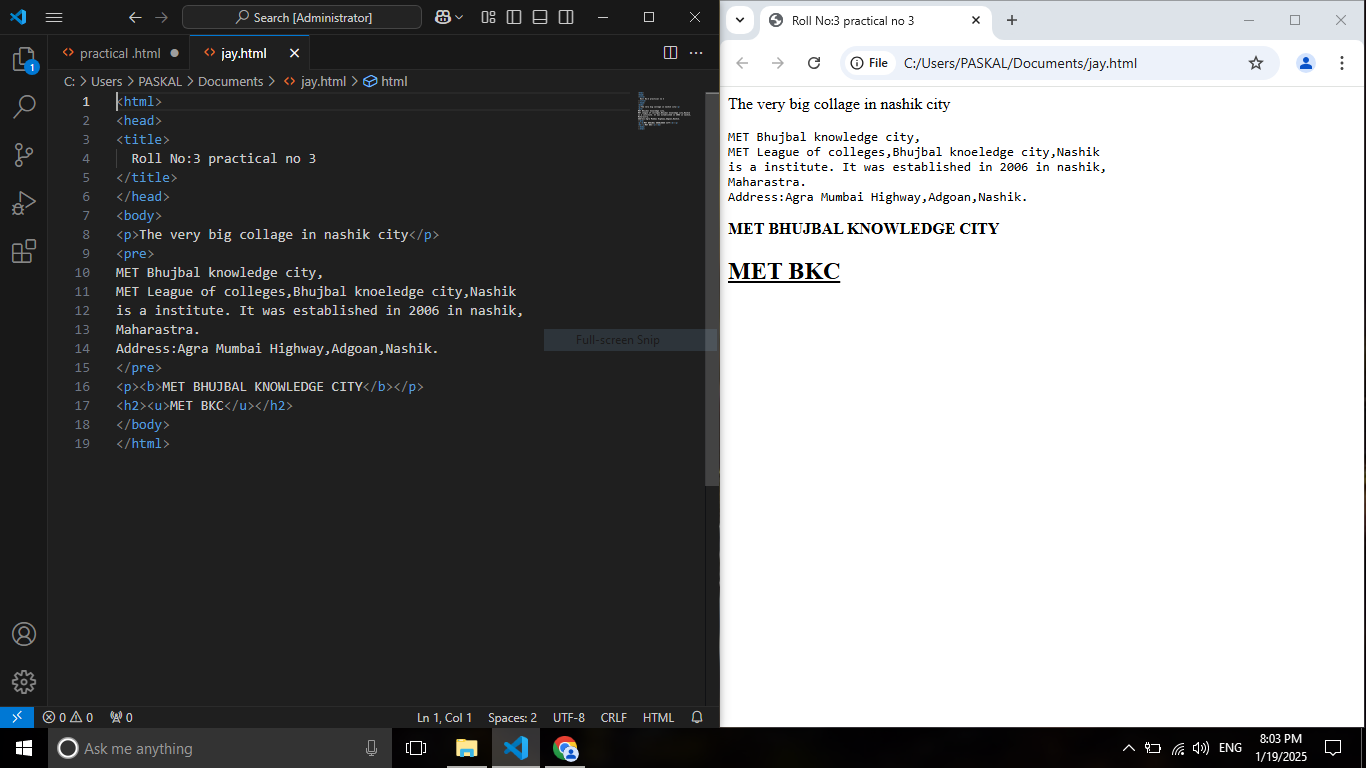 Search [Administrator]
practical .html
jay.html
C: > Users > PASKAL > Documents > jay.html > html
1 <html>
2 <head>
3 <title>
4 Roll No:3 practical no 3
5 </title>
6 </head>
7 <body>
8 <p>The very big collage in nashik city</p>
9 <pre>
10 MET Bhujbal knowledge city,
11 MET League of colleges,Bhujbal knoeledge city,Nashik
12 is a institute. It was established in 2006 in nashik,
13 Maharastra.
14 Address:Agra Mumbai Highway,Adgoan,Nashik.
15 </pre>
16 <p><b>MET BHUJBAL KNOWLEDGE CITY</b></p>
17 <h2><u>MET BKC</u></h2>
18 </body>
19 </html>
Full-screen Snip
1
0 0 0
Ln 1, Col 1 Spaces: 2 UTF-8 CRLF HTML
Roll No:3 practical no 3
File C:/Users/PASKAL/Documents/jay.html
The very big collage in nashik city
MET Bhujbal knowledge city,
MET League of colleges,Bhujbal knoeledge city,Nashik
is a institute. It was established in 2006 in nashik,
Maharastra.
Address:Agra Mumbai Highway,Adgoan,Nashik.
MET BHUJBAL KNOWLEDGE CITY
MET BKC
Ask me anything
ENG
8:03 PM
1/19/2025